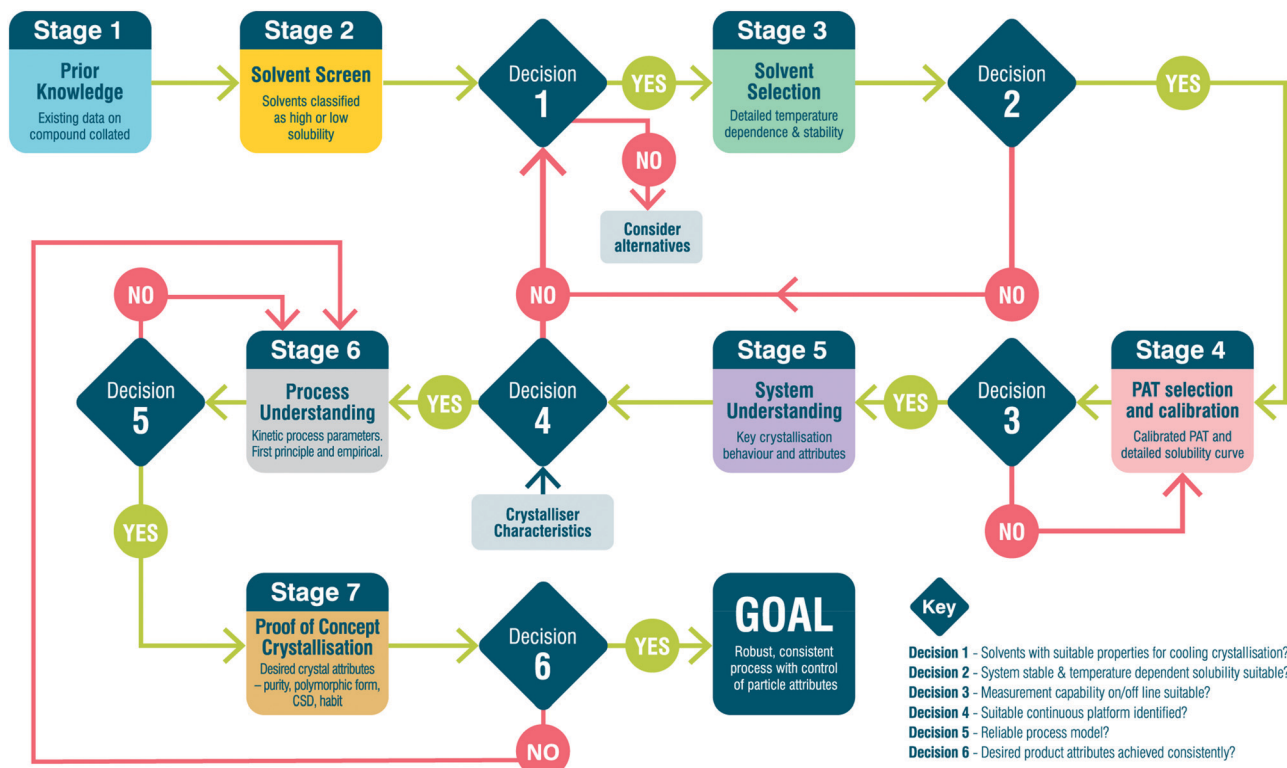 Stage 1
Prior
Knowledge
Existing data on
compound collated
Stage 2
Solvent Screen
Solvents classified
as high or low
solubility
Decision
1
YES
NO
Consider
alternatives
Stage 3
Solvent
Selection
Detailed temperature
dependence & stability
Decision
2
YES
NO
NO
NO
Decision
5
YES
Stage 6
Process
Understanding
Kinetic process parameters.
First principle and empirical.
YES
Decision
4
Crystalliser
Characteristics
Stage 5
System
Understanding
Key crystallisation
behaviour and attributes
YES
Decision
3
NO
Stage 4
PAT selection
and calibration
Calibrated PAT and
detailed solubility curve
Stage 7
Proof of Concept
Crystallisation
Desired crystal attributes
– purity, polymorphic form,
CSD, habit
Decision
6
YES
NO
GOAL
Robust, consistent
process with control
of particle attributes
Key
Decision 1 - Solvents with suitable properties for cooling crystallisation?
Decision 2 - System stable & temperature dependent solubility suitable?
Decision 3 - Measurement capability on/off line suitable?
Decision 4 - Suitable continuous platform identified?
Decision 5 - Reliable process model?
Decision 6 - Desired product attributes achieved consistently?